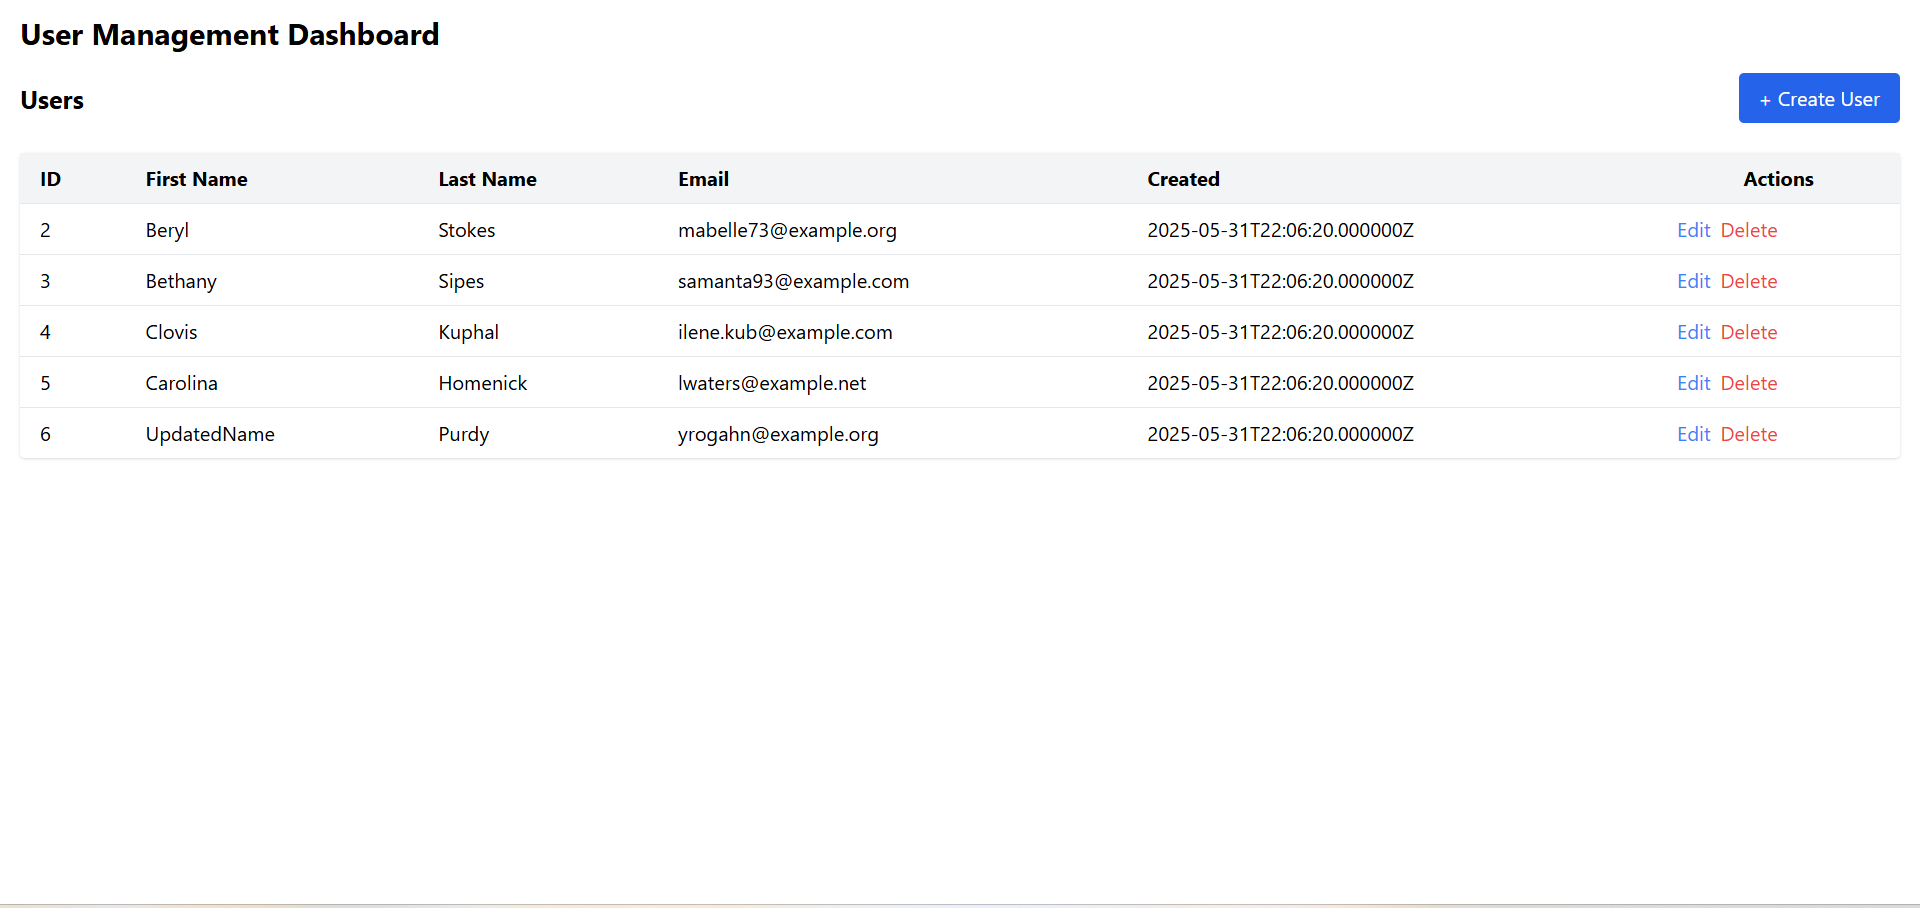 User Management Dashboard
Users
+ Create User
ID First Name Last Name Email Created Actions
2 Beryl Stokes mabelle73@example.org 2025-05-31T22:06:20.000000Z Edit Delete
3 Bethany Sipes samanta93@example.com 2025-05-31T22:06:20.000000Z Edit Delete
4 Clovis Kuphal ilene.kub@example.com 2025-05-31T22:06:20.000000Z Edit Delete
5 Carolina Homenick lwaters@example.net 2025-05-31T22:06:20.000000Z Edit Delete
6 UpdatedName Purdy yrogahn@example.org 2025-05-31T22:06:20.000000Z Edit Delete